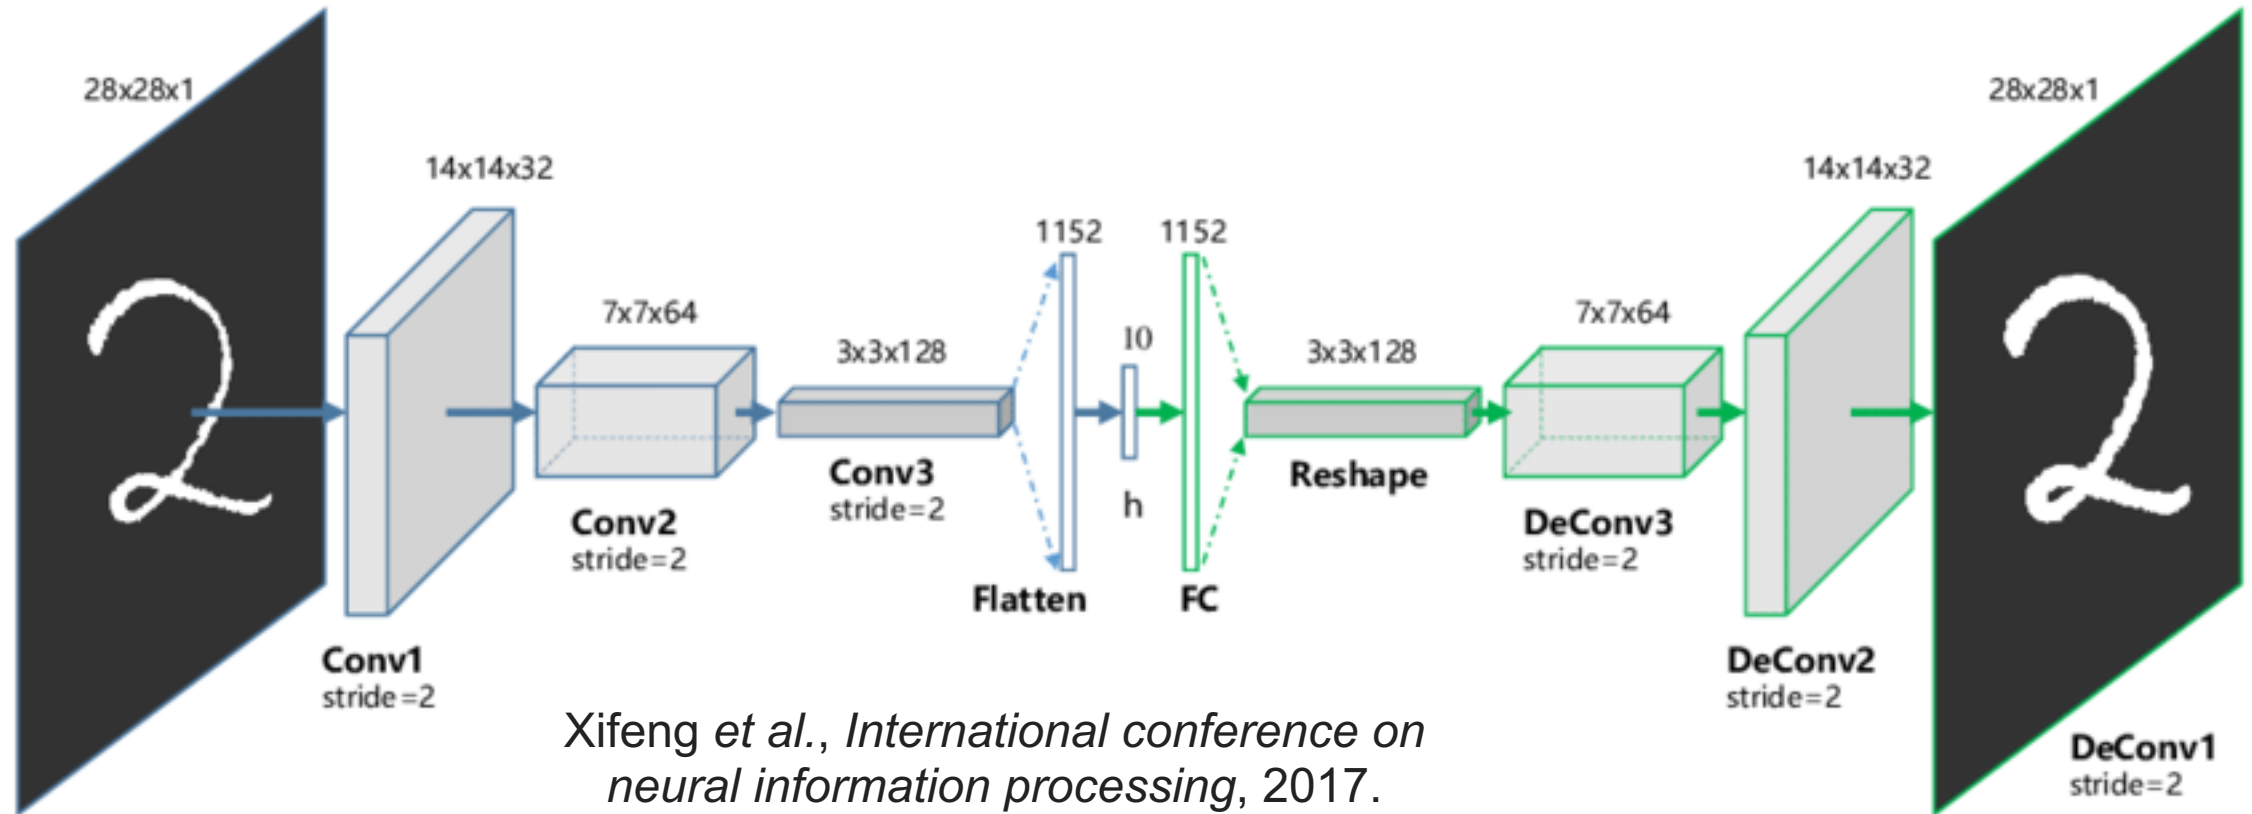 28x28x1
14x14x32
7x7x64
3x3x128
1152
10
1152
3x3x128
7x7x64
14x14x32
28x28x1
2
Conv1
stride=2
Conv2
stride=2
Conv3
stride=2
Flatten
h
FC
Reshape
DeConv3
stride=2
DeConv2
stride=2
DeConv1
stride=2
2
Xifeng et al., International conference on
neural information processing, 2017.